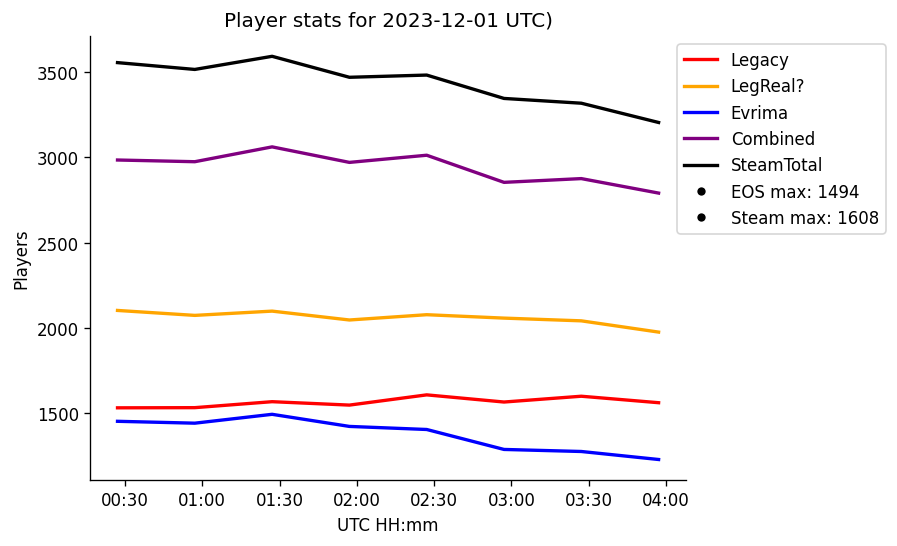 Player stats for 2023-12-01 UTC)
Legacy
LegReal?
Evrima
Combined
SteamTotal
EOS max: 1494
Steam max: 1608
Players
3500
3000
2500
2000
1500
00:30 01:00 01:30 02:00 02:30 03:00 03:30 04:00
UTC HH:mm